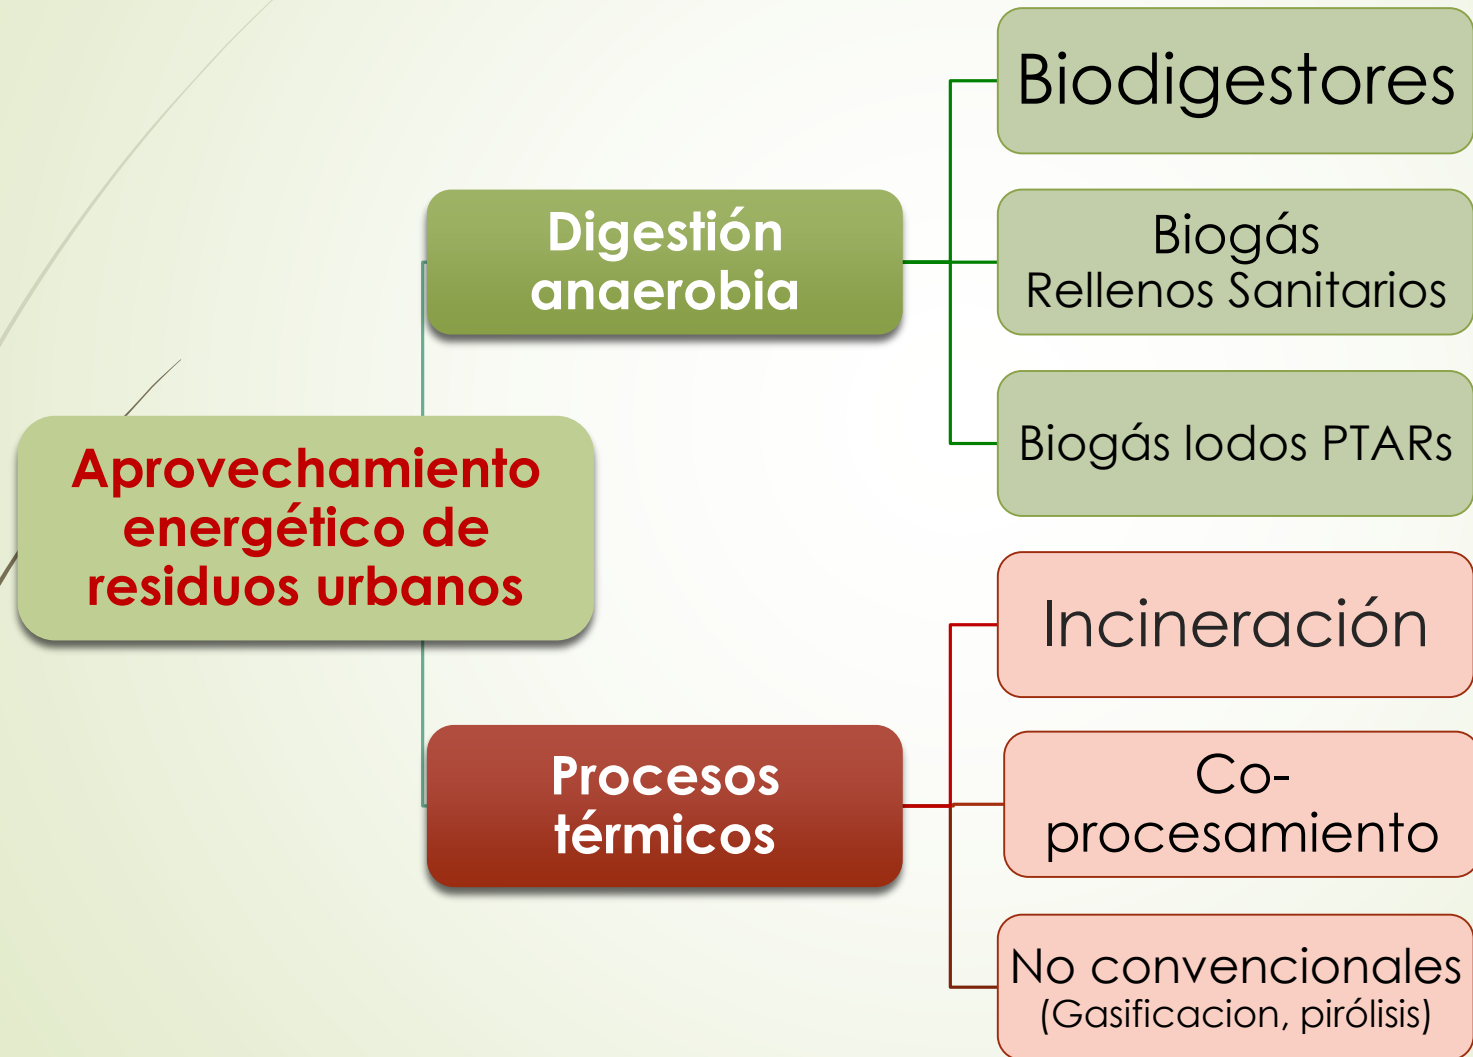 Aprovechamiento
energético de
residuos urbanos
Digestión
anaerobia
Biodigestores
Biogás
Rellenos Sanitarios
Biogás lodos PTARs
Procesos
térmicos
Incineración
Co-
procesamiento
No convencionales
(Gasificacion, pirólisis)